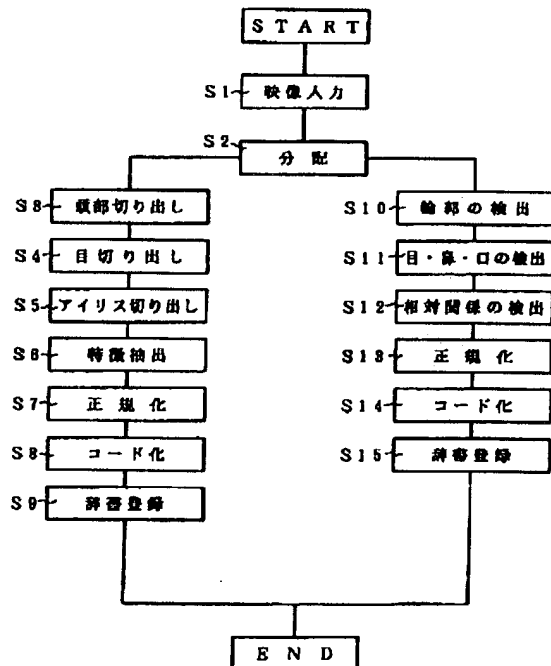 START
S1 映像入力
S2 分配
S3 頭部切り出し
S4 目切り出し
S5 アイリス切り出し
S6 特徴抽出
S7 正規化
S8 コード化
S9 辞書登録
S10 輪郭の検出
S11 目・鼻・口の検出
S12 相対関係の検出
S13 正規化
S14 コード化
S15 辞書登録
END